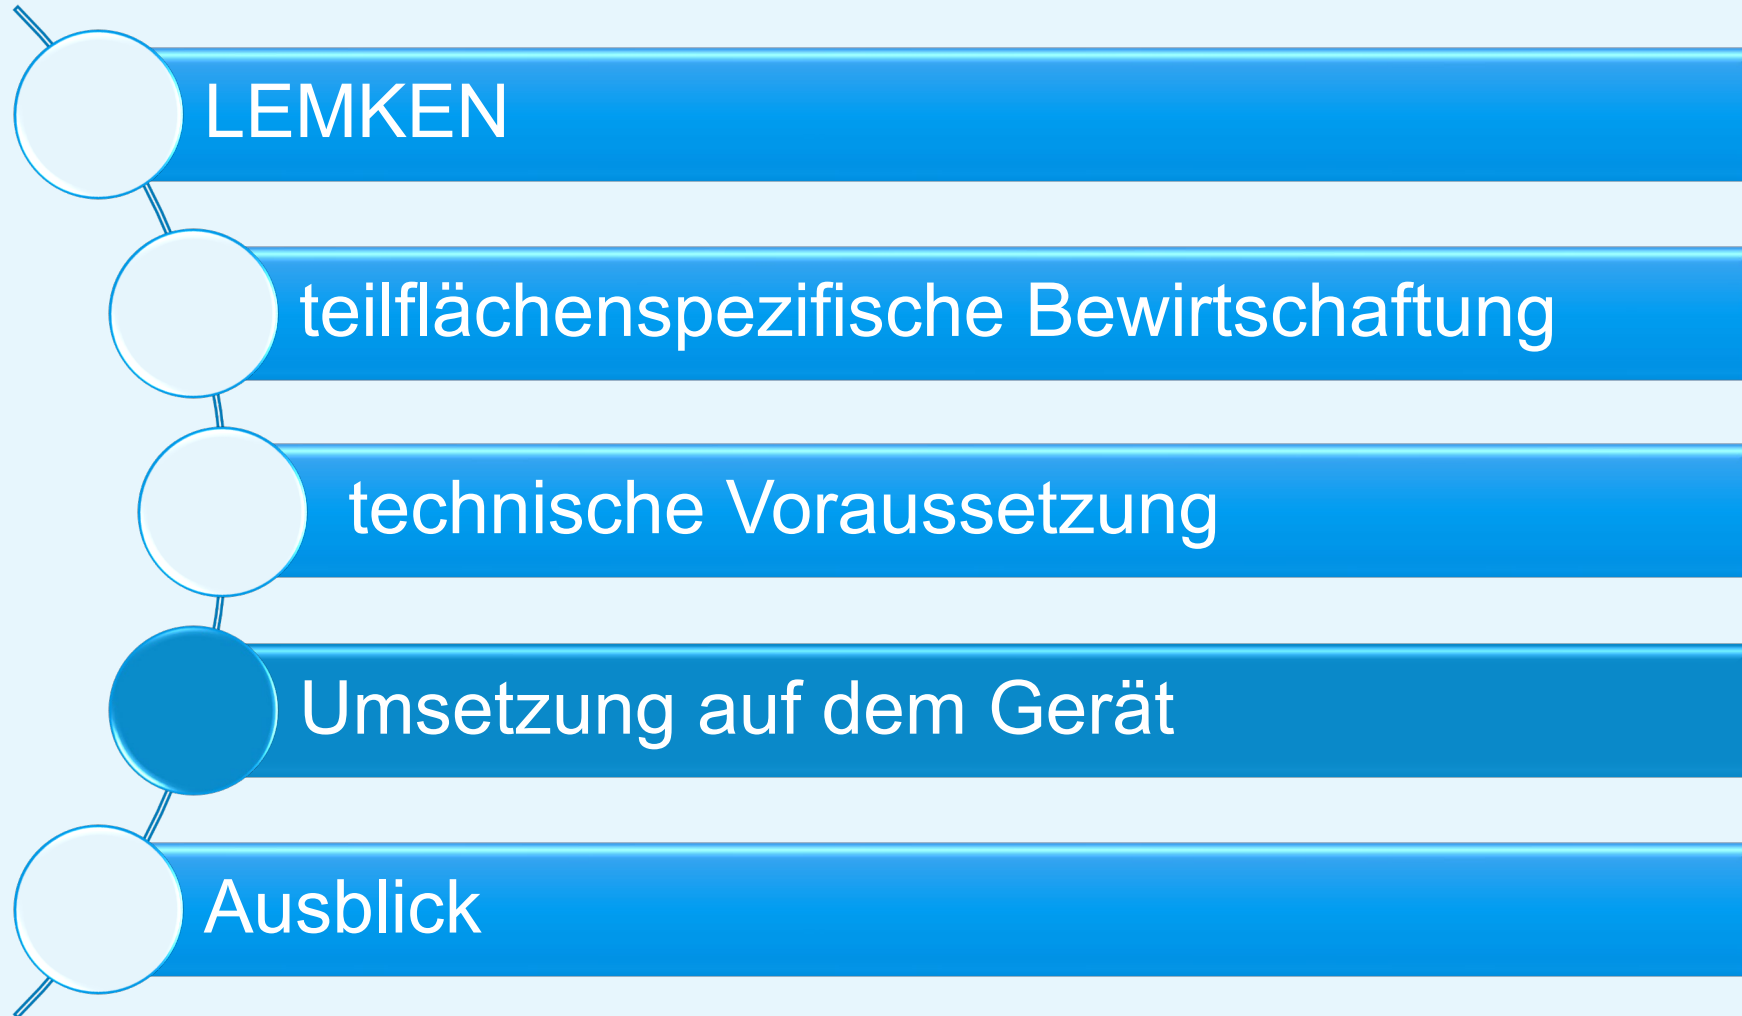 LEMKEN
teilflächenspezifische Bewirtschaftung
technische Voraussetzung
Umsetzung auf dem Gerät
Ausblick